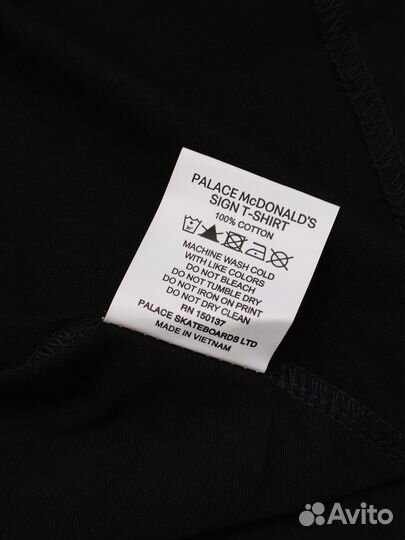 PALACE McDONALD'S
SIGN T-SHIRT
100% COTTON
MACHINE WASH COLD
WITH LIKE COLORS
DO NOT BLEACH
DO NOT TUMBLE DRY
DO NOT IRON ON PRINT
DO NOT DRY CLEAN
RN 150137
PALACE SKATEBOARDS LTD
MADE IN VIETNAM
Avito